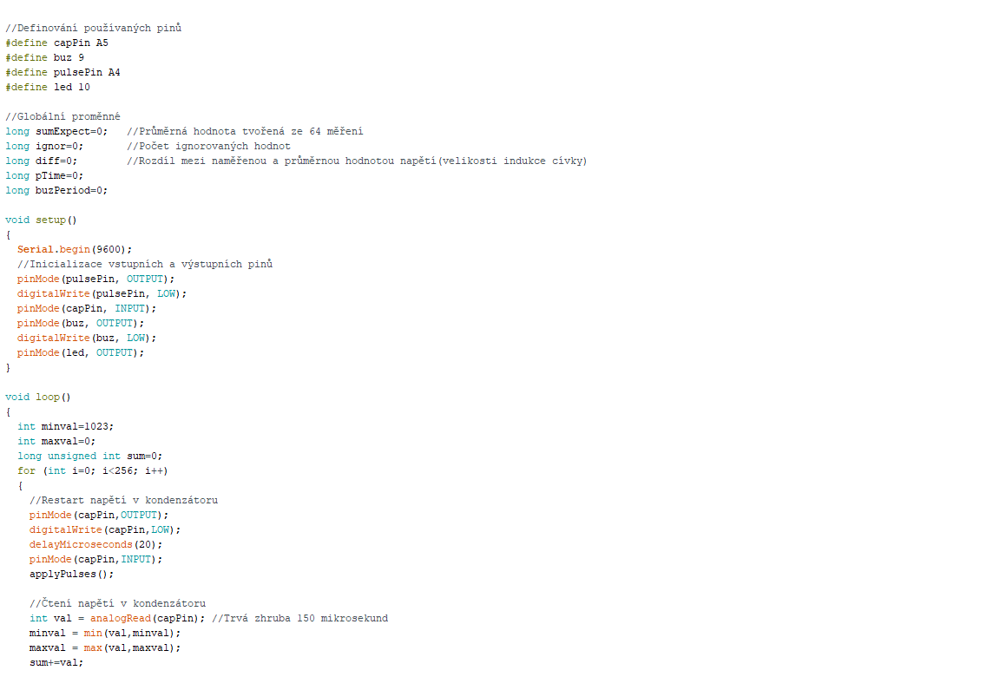 //Definování používaných pinů
#define capPin A5
#define buz 9
#define pulsePin A4
#define led 10
//Globální proměnné
long sumExpect=0;   //Průměrná hodnota tvořená ze 64 měření
long ignor=0;       //Počet ignorovaných hodnot
long diff=0;        //Rozdíl mezi naměřenou a průměrnou hodnotou napětí(velikosti indukce cívky)
long pTime=0;
long buzPeriod=0;
void setup()
{
  Serial.begin(9600);
  //Inicializace vstupních a výstupních pinů
  pinMode(pulsePin, OUTPUT);
  digitalWrite(pulsePin, LOW);
  pinMode(capPin, INPUT);
  pinMode(buz, OUTPUT);
  digitalWrite(buz, LOW);
  pinMode(led, OUTPUT);
}
void loop()
{
  int minval=1023;
  int maxval=0;
  long unsigned int sum=0;
  for (int i=0; i<256; i++)
  {
    //Restart napětí v kondenzátoru
    pinMode(capPin,OUTPUT);
    digitalWrite(capPin,LOW);
    delayMicroseconds(20);
    pinMode(capPin,INPUT);
    applyPulses();
    //Čtení napětí v kondenzátoru
    int val = analogRead(capPin); //Trvá zhruba 150 mikrosekund
    minval = min(val,minval);
    maxval = max(val,maxval);
    sum+=val;